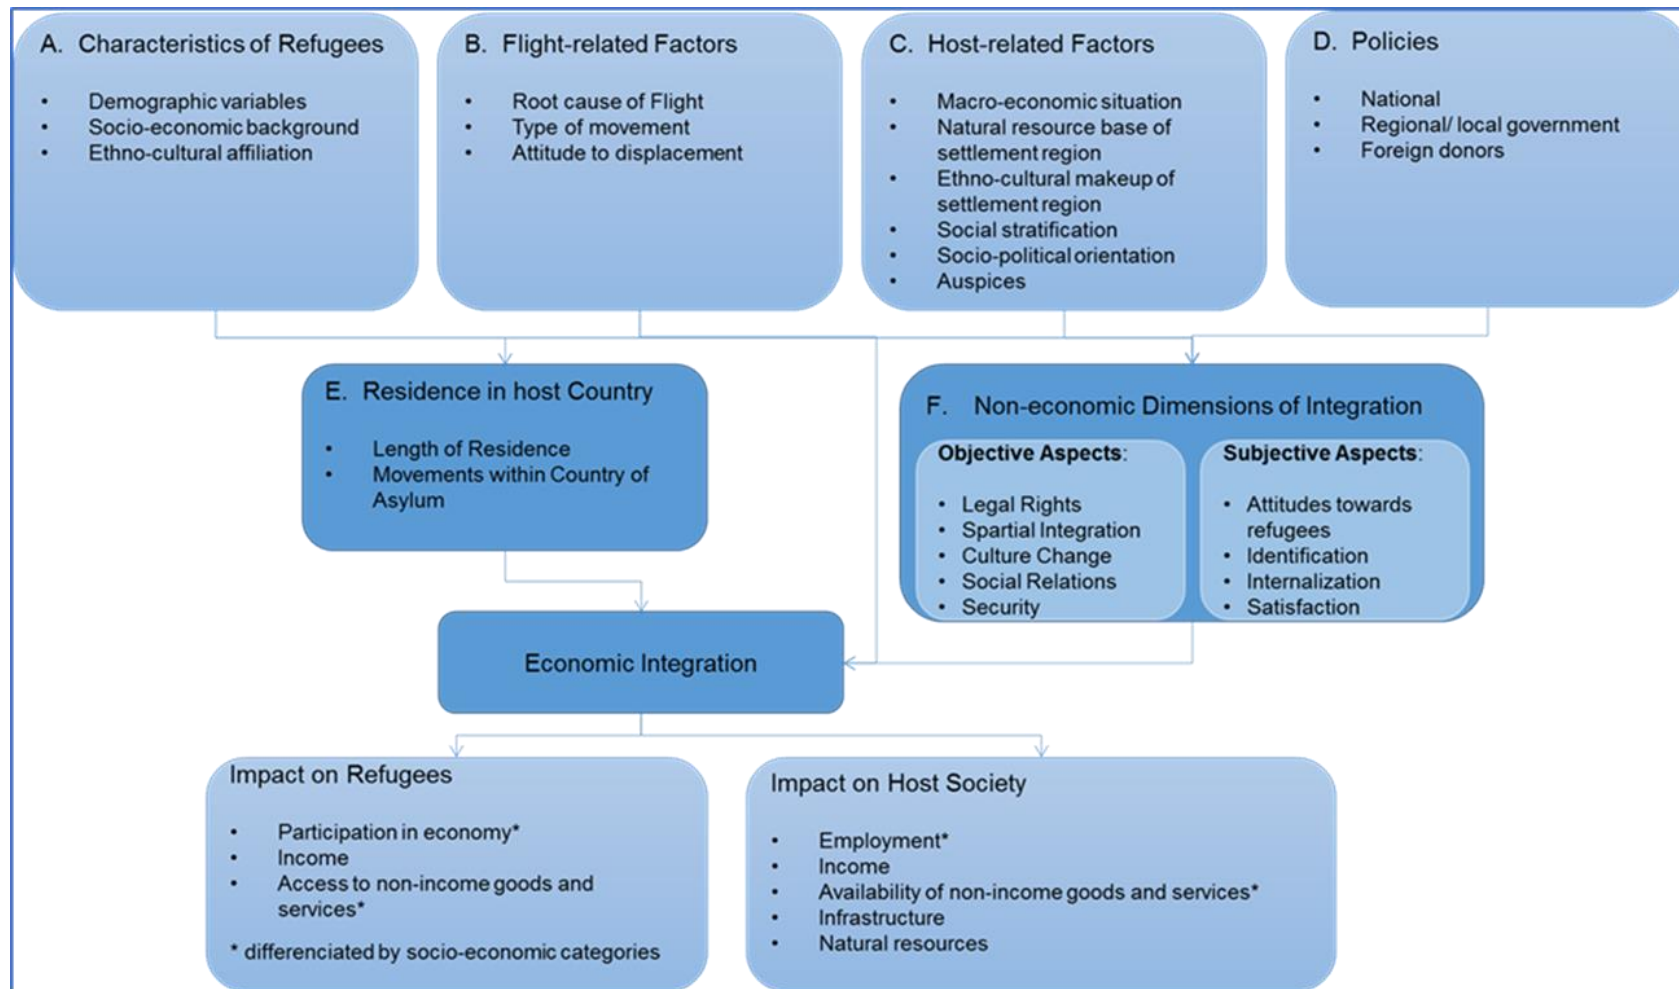 A. Characteristics of Refugees
• Demographic variables
• Socio-economic background
• Ethno-cultural affiliation
B. Flight-related Factors
• Root cause of Flight
• Type of movement
• Attitude to displacement
C. Host-related Factors
• Macro-economic situation
• Natural resource base of
settlement region
• Ethno-cultural makeup of
settlement region
• Social stratification
• Socio-political orientation
• Auspices
D. Policies
• National
• Regional/ local government
• Foreign donors
E. Residence in host Country
• Length of Residence
• Movements within Country of
Asylum
F. Non-economic Dimensions of Integration
Objective Aspects:
• Legal Rights
• Spartial Integration
• Culture Change
• Social Relations
• Security
Subjective Aspects:
• Attitudes towards
refugees
• Identification
• Internalization
• Satisfaction
Economic Integration
Impact on Refugees
• Participation in economy*
• Income
• Access to non-income goods and
services*
* differenciated by socio-economic categories
Impact on Host Society
• Employment*
• Income
• Availability of non-income goods and services*
• Infrastructure
• Natural resources